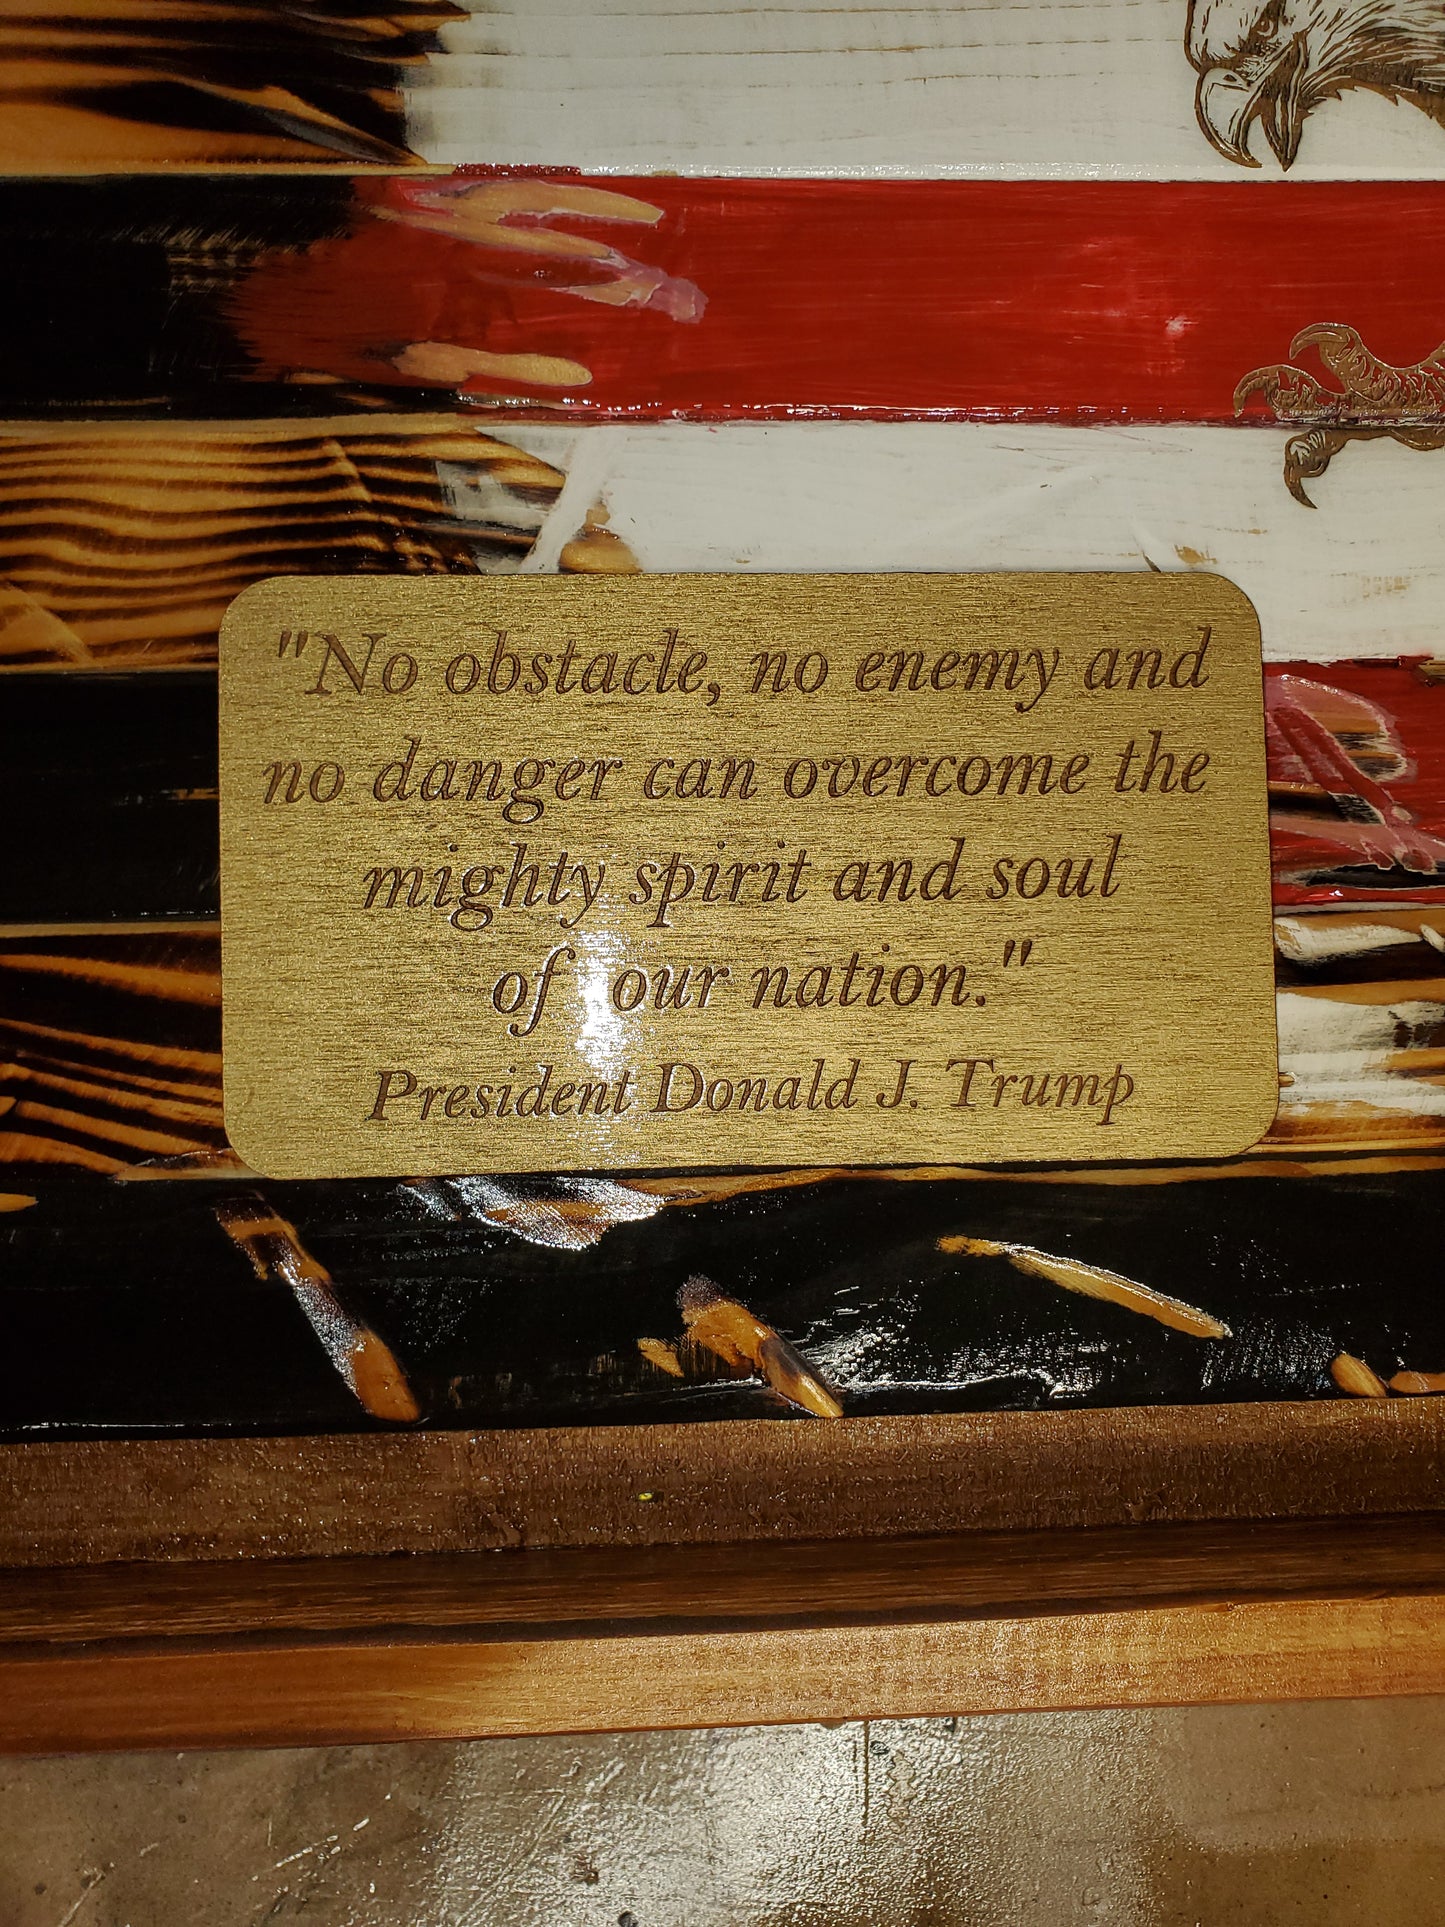 "No obstacle, no enemy and
no danger can overcome the
mighty spirit and soul
of our nation."
President Donald J. Trump